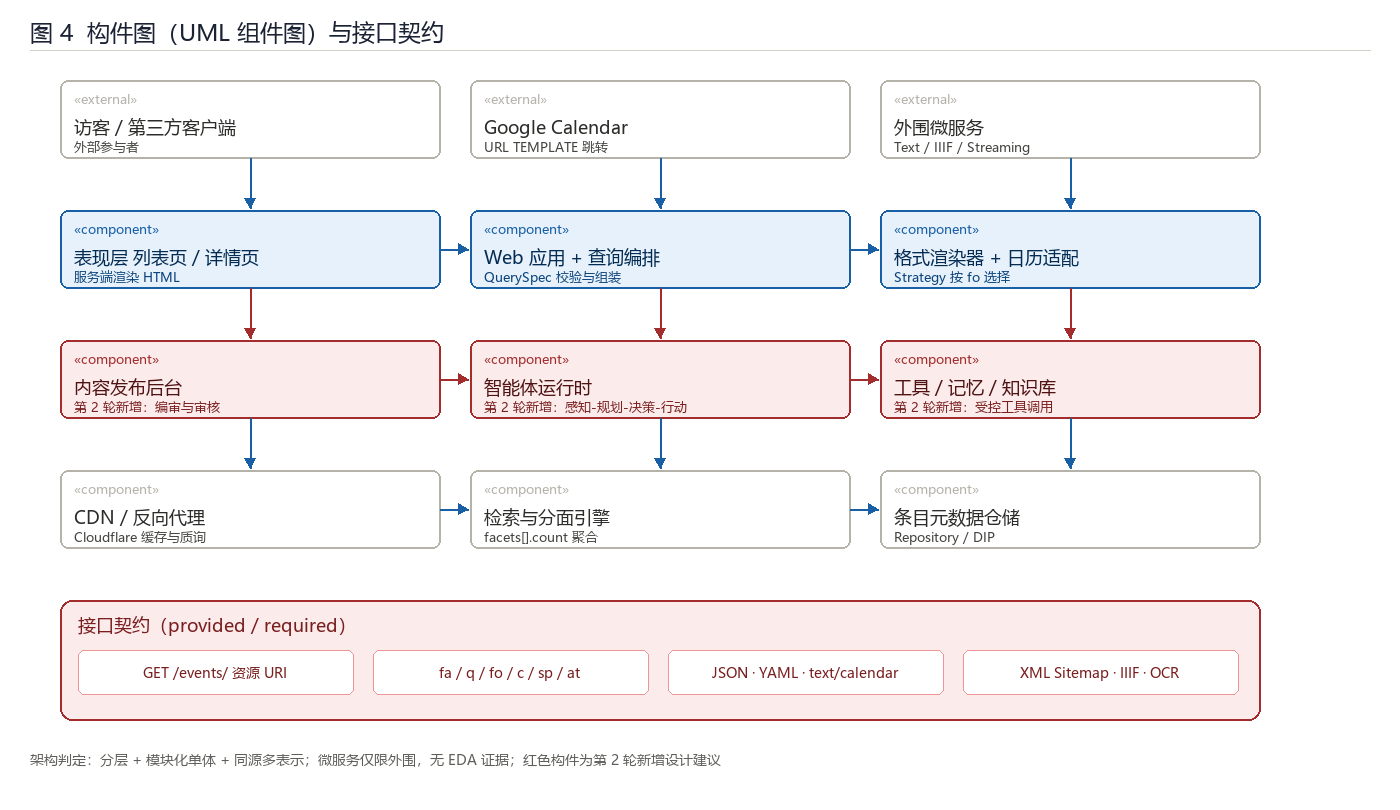 图 4 构件图（UML 组件图）与接口契约
«external»
访客 / 第三方客户端
外部参与者
«external»
Google Calendar
URL TEMPLATE 跳转
«external»
外围微服务
Text / IIIF / Streaming
«component»
表现层 列表页 / 详情页
服务端渲染 HTML
«component»
Web 应用 + 查询编排
QuerySpec 校验与组装
«component»
格式渲染器 + 日历适配
Strategy 按 fo 选择
«component»
内容发布后台
第 2 轮新增：编审与审核
«component»
智能体运行时
第 2 轮新增：感知-规划-决策-行动
«component»
工具 / 记忆 / 知识库
第 2 轮新增：受控工具调用
«component»
CDN / 反向代理
Cloudflare 缓存与质询
«component»
检索与分面引擎
facets[].count 聚合
«component»
条目元数据仓储
Repository / DIP
接口契约（provided / required）
GET /events/ 资源 URI
fa / q / fo / c / sp / at
JSON · YAML · text/calendar
XML Sitemap · IIIF · OCR
架构判定：分层 + 模块化单体 + 同源多表示；微服务仅限外围，无 EDA 证据；红色构件为第 2 轮新增设计建议